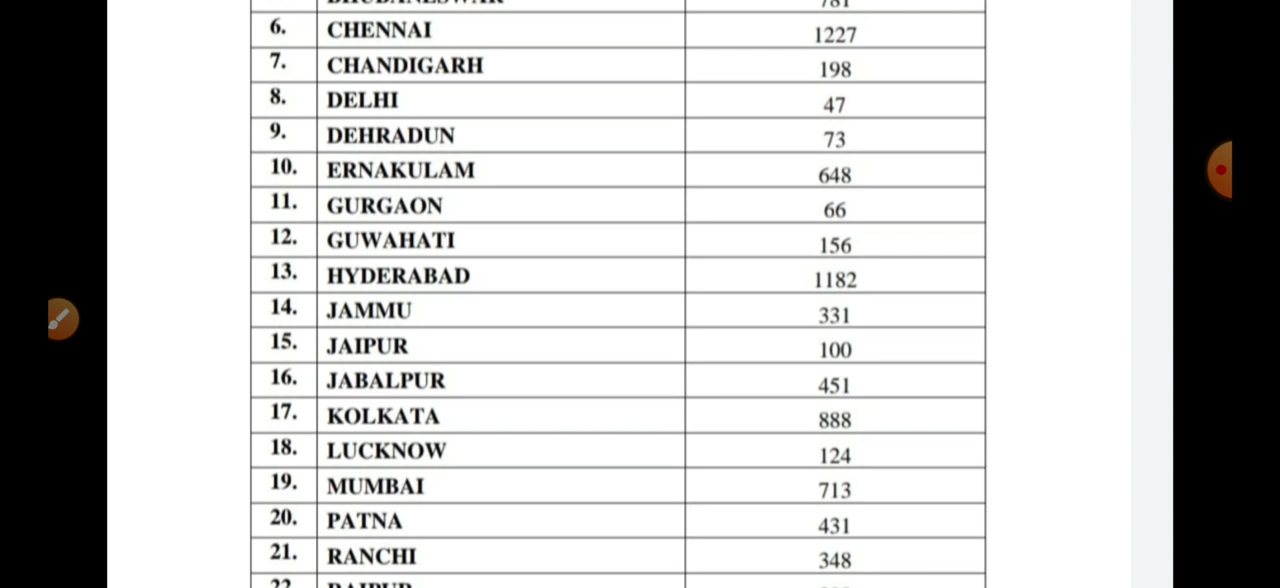 6. CHENNAI 1227
7. CHANDIGARH 198
8. DELHI 47
9. DEHRADUN 73
10. ERNAKULAM 648
11. GURGAON 66
12. GUWAHATI 156
13. HYDERABAD 1182
14. JAMMU 331
15. JAIPUR 100
16. JABALPUR 451
17. KOLKATA 888
18. LUCKNOW 124
19. MUMBAI 713
20. PATNA 431
21. RANCHI 348